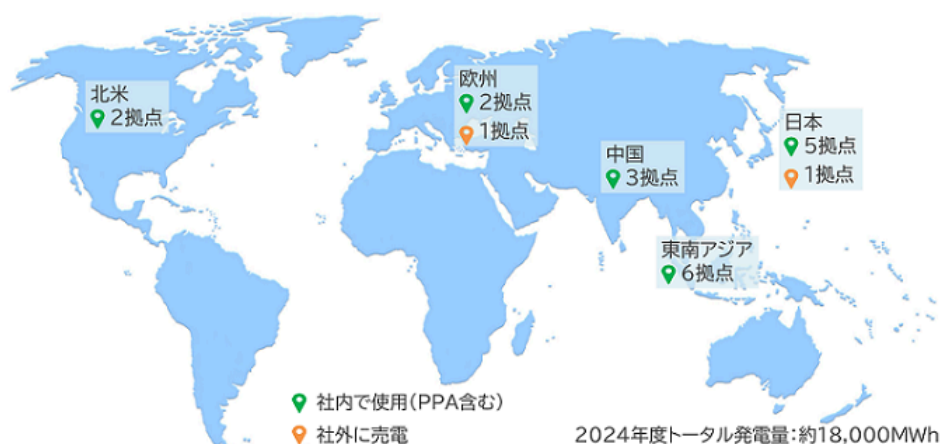 北米
2拠点
欧州
2拠点
1拠点
中国
3拠点
日本
5拠点
1拠点
東南アジア
6拠点
社内で使用（PPA含む）
社外に売電
2024年度トータル発電量：約18,000MWh